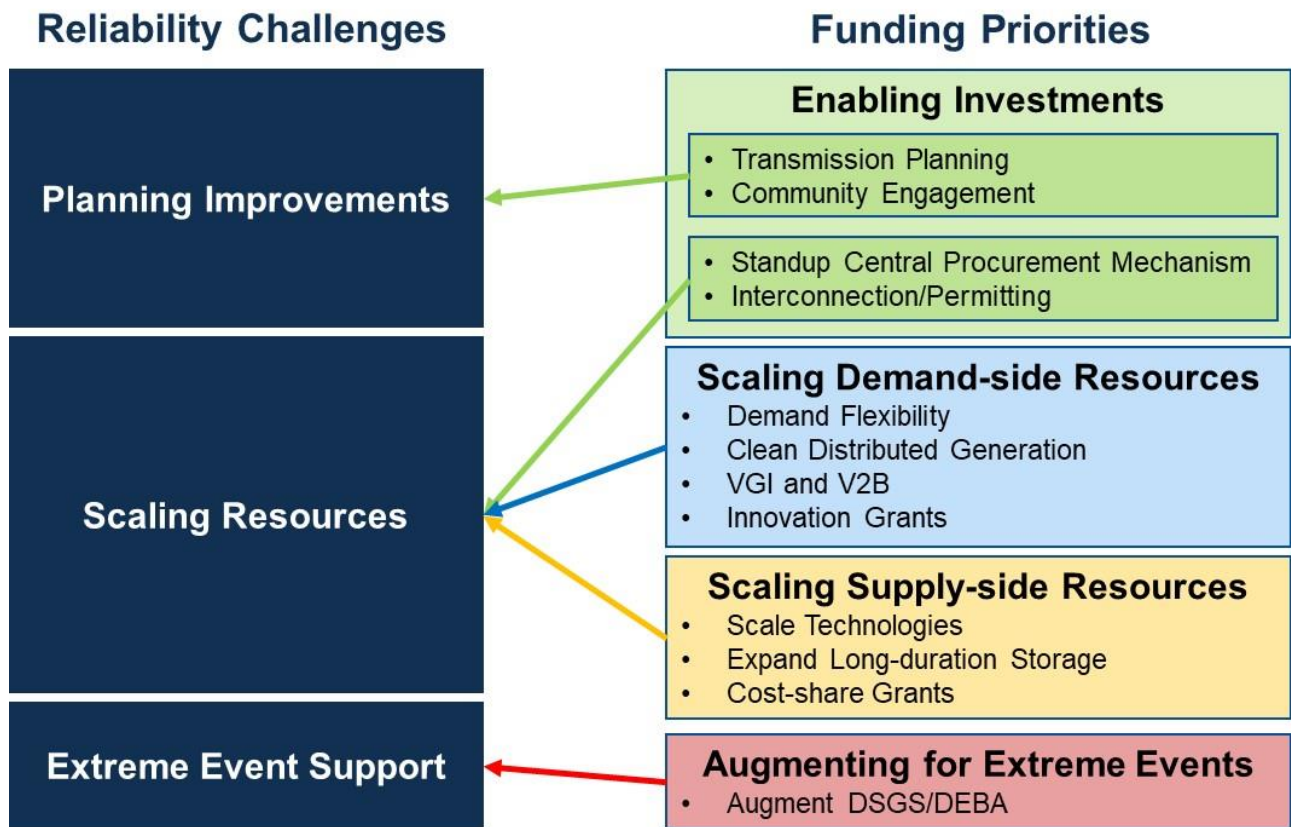 Reliability Challenges
Planning Improvements
Scaling Resources
Extreme Event Support
Funding Priorities
Enabling Investments
• Transmission Planning
• Community Engagement
• Standup Central Procurement Mechanism
• Interconnection/Permitting
Scaling Demand-side Resources
• Demand Flexibility
• Clean Distributed Generation
• VGI and V2B
• Innovation Grants
Scaling Supply-side Resources
• Scale Technologies
• Expand Long-duration Storage
• Cost-share Grants
Augmenting for Extreme Events
• Augment DSGS/DEBA